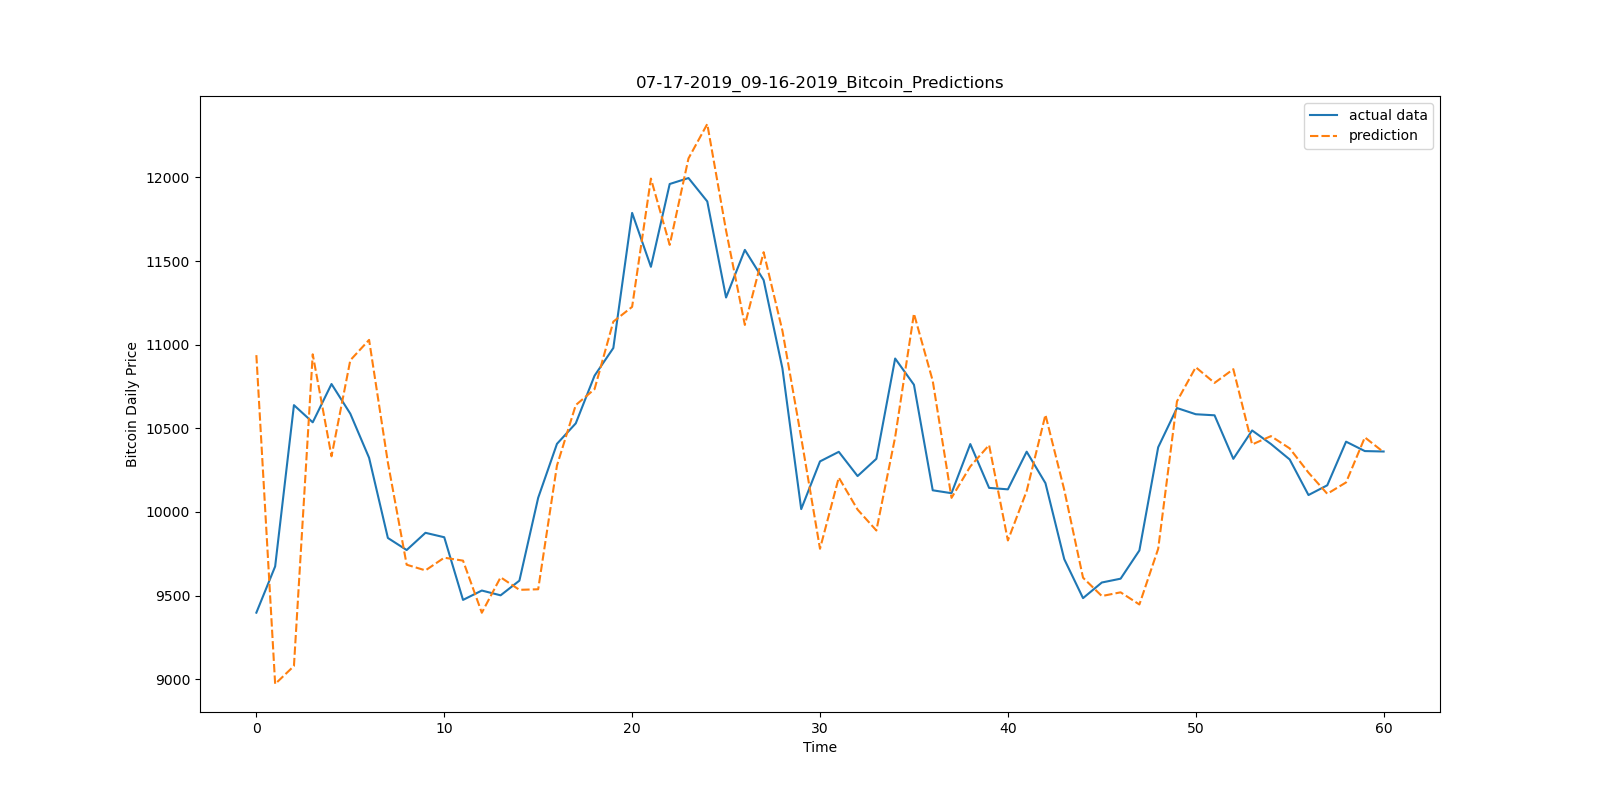 07-17-2019_09-16-2019_Bitcoin_Predictions
actual data
prediction
Bitcoin Daily Price
12000
11500
11000
10500
10000
9500
9000
0 10 20 30 40 50 60
Time